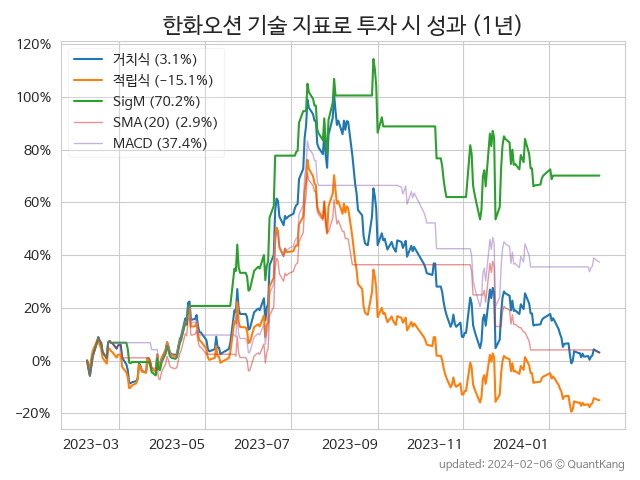 한화오션 기술 지표로 투자 시 성과 (1년)
120%
100%
80%
60%
40%
20%
0%
−20%
거치식 (3.1%)
적립식 (−15.1%)
SigM (70.2%)
SMA(20) (2.9%)
MACD (37.4%)
2023-03 2023-05 2023-07 2023-09 2023-11 2024-01
updated: 2024-02-06 © QuantKang